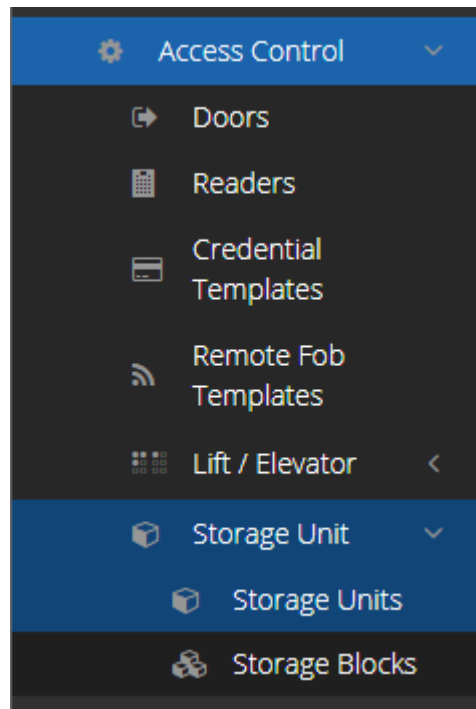 Access Control
Doors
Readers
Credential
Templates
Remote Fob
Templates
Lift / Elevator
Storage Unit
Storage Units
Storage Blocks